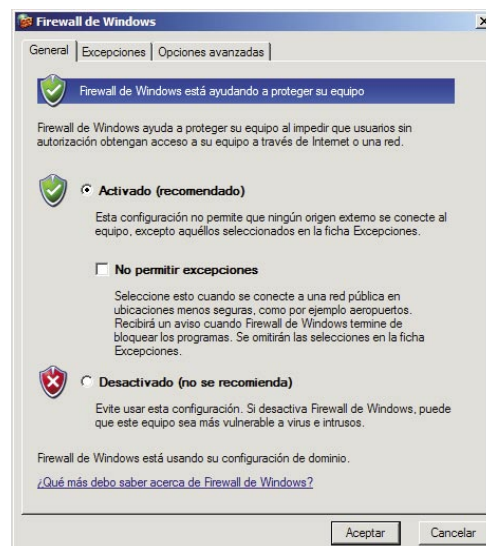 Firewall de Windows
General Excepciones Opciones avanzadas
Firewall de Windows está ayudando a proteger su equipo
Firewall de Windows ayuda a proteger su equipo al impedir que usuarios sin
autorización obtengan acceso a su equipo a través de Internet o una red.
Activado (recomendado)
Esta configuración no permite que ningún origen externo se conecte al
equipo, excepto aquéllos seleccionados en la ficha Excepciones.
No permitir excepciones
Seleccione esto cuando se conecte a una red pública en
ubicaciones menos seguras, como por ejemplo aeropuertos.
Recibirá un aviso cuando Firewall de Windows termine de
bloquear los programas. Se omitirán las selecciones en la ficha
Excepciones.
Desactivado (no se recomienda)
Evite usar esta configuración. Si desactiva Firewall de Windows, puede
que este equipo sea más vulnerable a virus e intrusos.
Firewall de Windows está usando su configuración de dominio.
¿Qué más debo saber acerca de Firewall de Windows?
Aceptar Cancelar